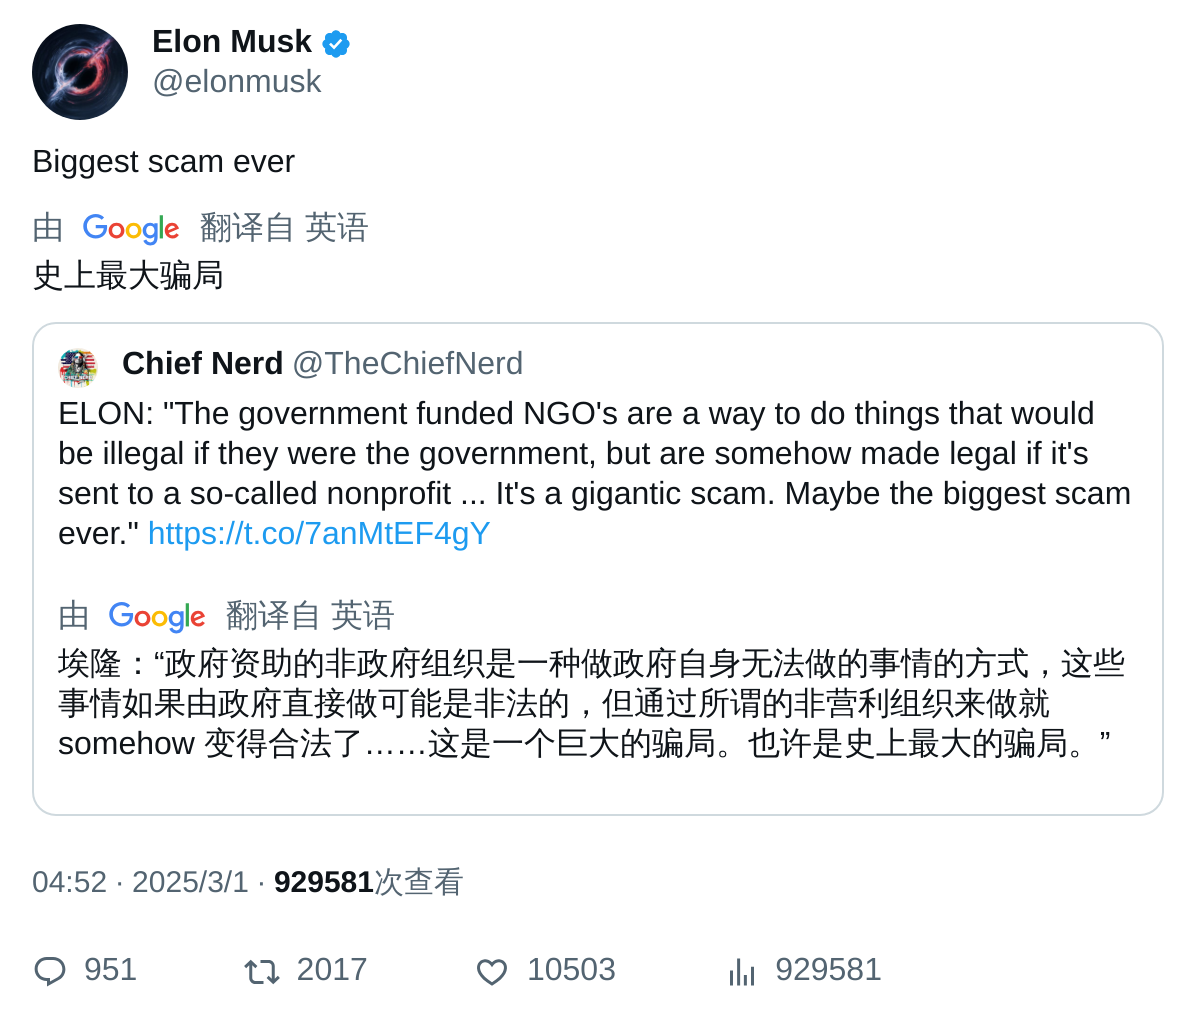 Elon Musk
@elonmusk
Biggest scam ever
由 Google 翻译自 英语
史上最大骗局
Chief Nerd @TheChiefNerd
ELON: "The government funded NGO's are a way to do things that would
be illegal if they were the government, but are somehow made legal if it's
sent to a so-called nonprofit ... It's a gigantic scam. Maybe the biggest scam
ever." https://t.co/7anMtEF4gY
由 Google 翻译自 英语
埃隆：“政府资助的非政府组织是一种做政府自身无法做的事情的方式，这些
事情如果由政府直接做可能是非法的，但通过所谓的非营利组织来做就
somehow 变得合法了……这是一个巨大的骗局。也许是史上最大的骗局。”
04:52 · 2025/3/1 · 929581次查看
951 2017 10503 929581